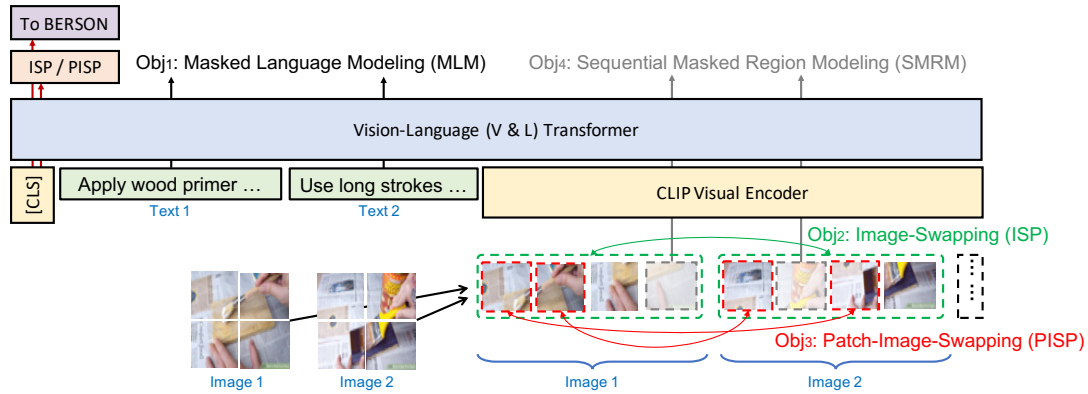 To BERSON
ISP / PISP
Obj1: Masked Language Modeling (MLM)
Obj4: Sequential Masked Region Modeling (SMRM)
Vision-Language (V & L) Transformer
[CLS]
Apply wood primer …
Use long strokes …
CLIP Visual Encoder
Text 1
Text 2
Obj2: Image-Swapping (ISP)
Obj3: Patch-Image-Swapping (PISP)
Image 1
Image 2
Image 1
Image 2